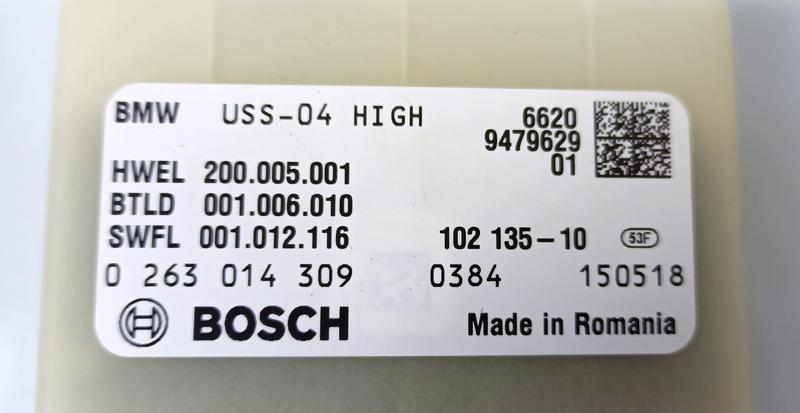 BMW USS-04 HIGH 6620
9479629
01
HWEL 200.005.001
BTLD 001.006.010
SWFL 001.012.116 102 135-10 53F
0 263 014 309 0384 150518
BOSCH Made in Romania